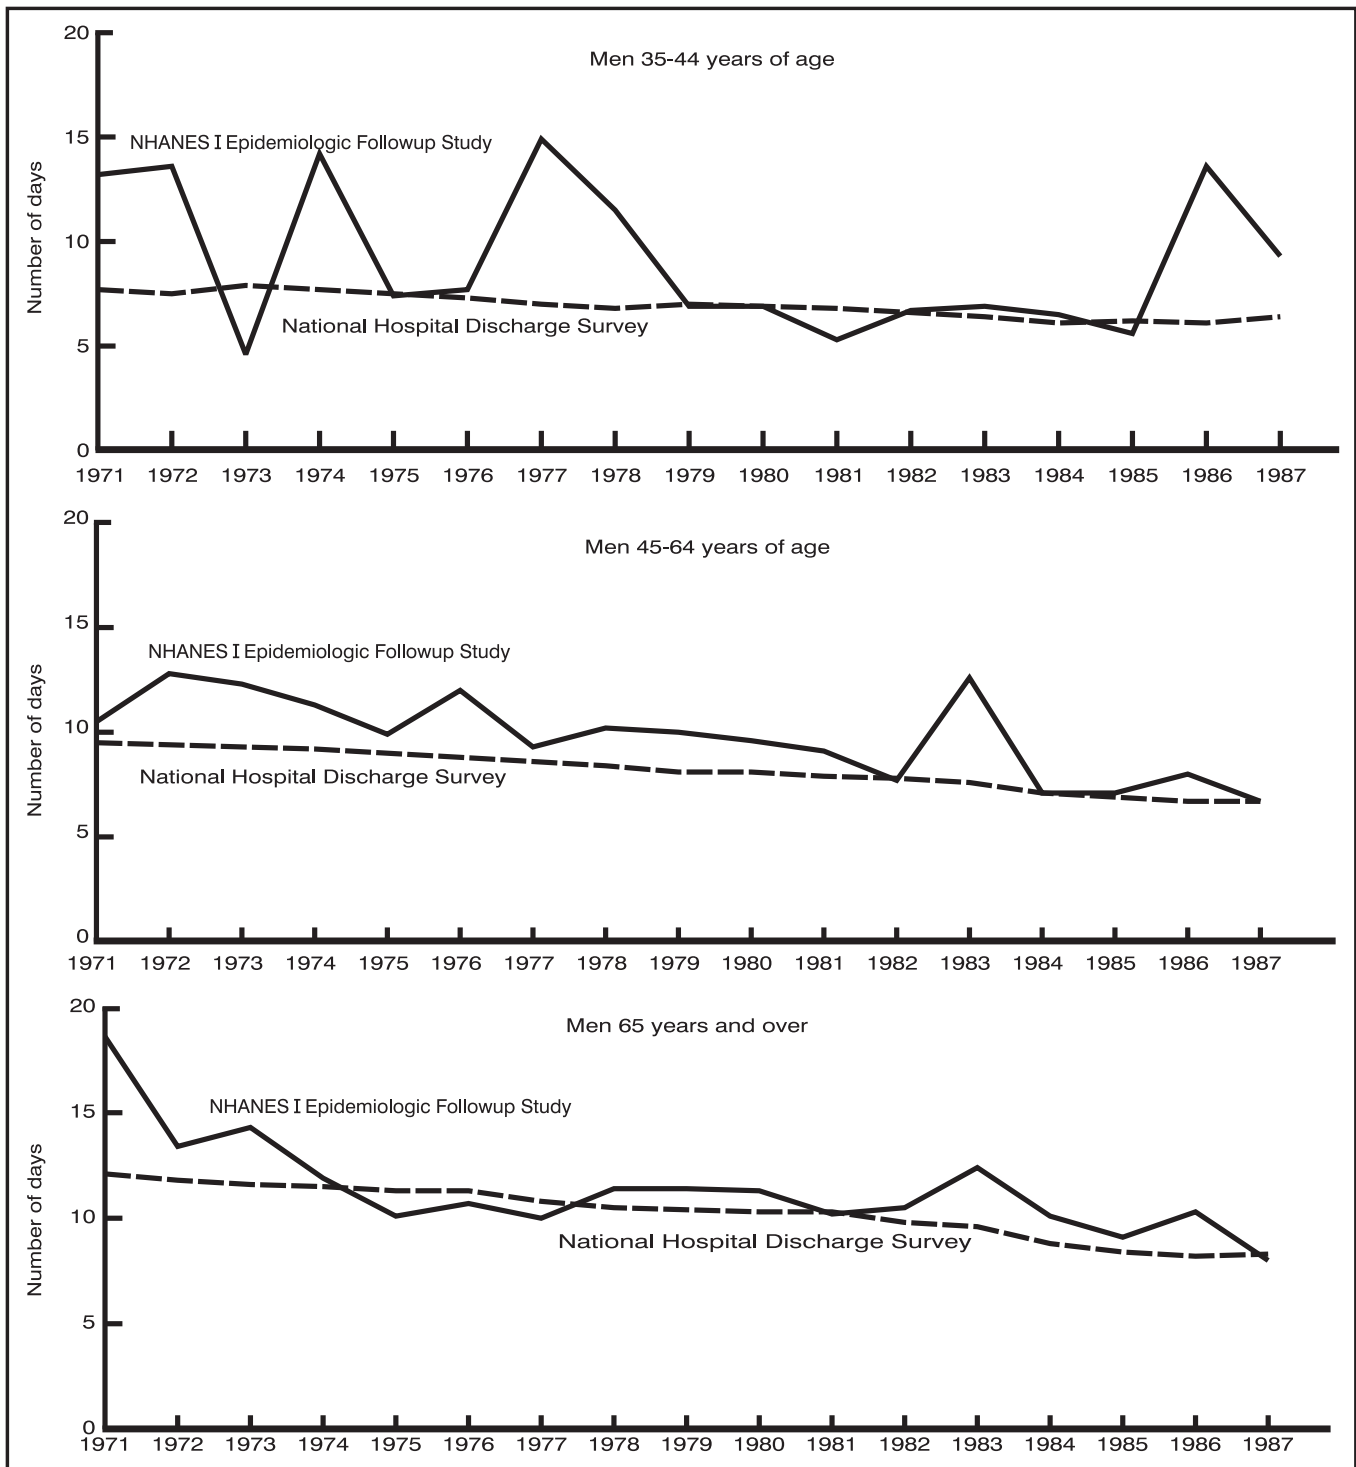 20
Men 35-44 years of age
15
NHANES I Epidemiologic Followup Study
10
Number of days
National Hospital Discharge Survey
5
0
1971 1972 1973 1974 1975 1976 1977 1978 1979 1980 1981 1982 1983 1984 1985 1986 1987
20
Men 45-64 years of age
15
NHANES I Epidemiologic Followup Study
10
Number of days
National Hospital Discharge Survey
5
0
1971 1972 1973 1974 1975 1976 1977 1978 1979 1980 1981 1982 1983 1984 1985 1986 1987
20
Men 65 years and over
15
NHANES I Epidemiologic Followup Study
10
Number of days
National Hospital Discharge Survey
5
0
1971 1972 1973 1974 1975 1976 1977 1978 1979 1980 1981 1982 1983 1984 1985 1986 1987